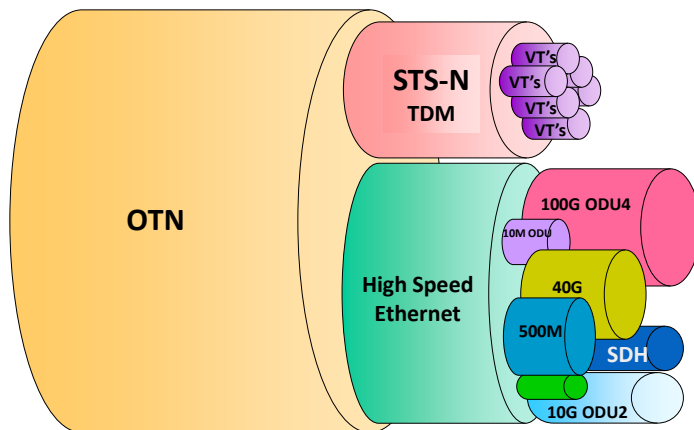 OTN
STS-N
TDM
VT's
VT's
VT's
VT's
High Speed
Ethernet
100G ODU4
10M ODU
40G
500M
SDH
10G ODU2